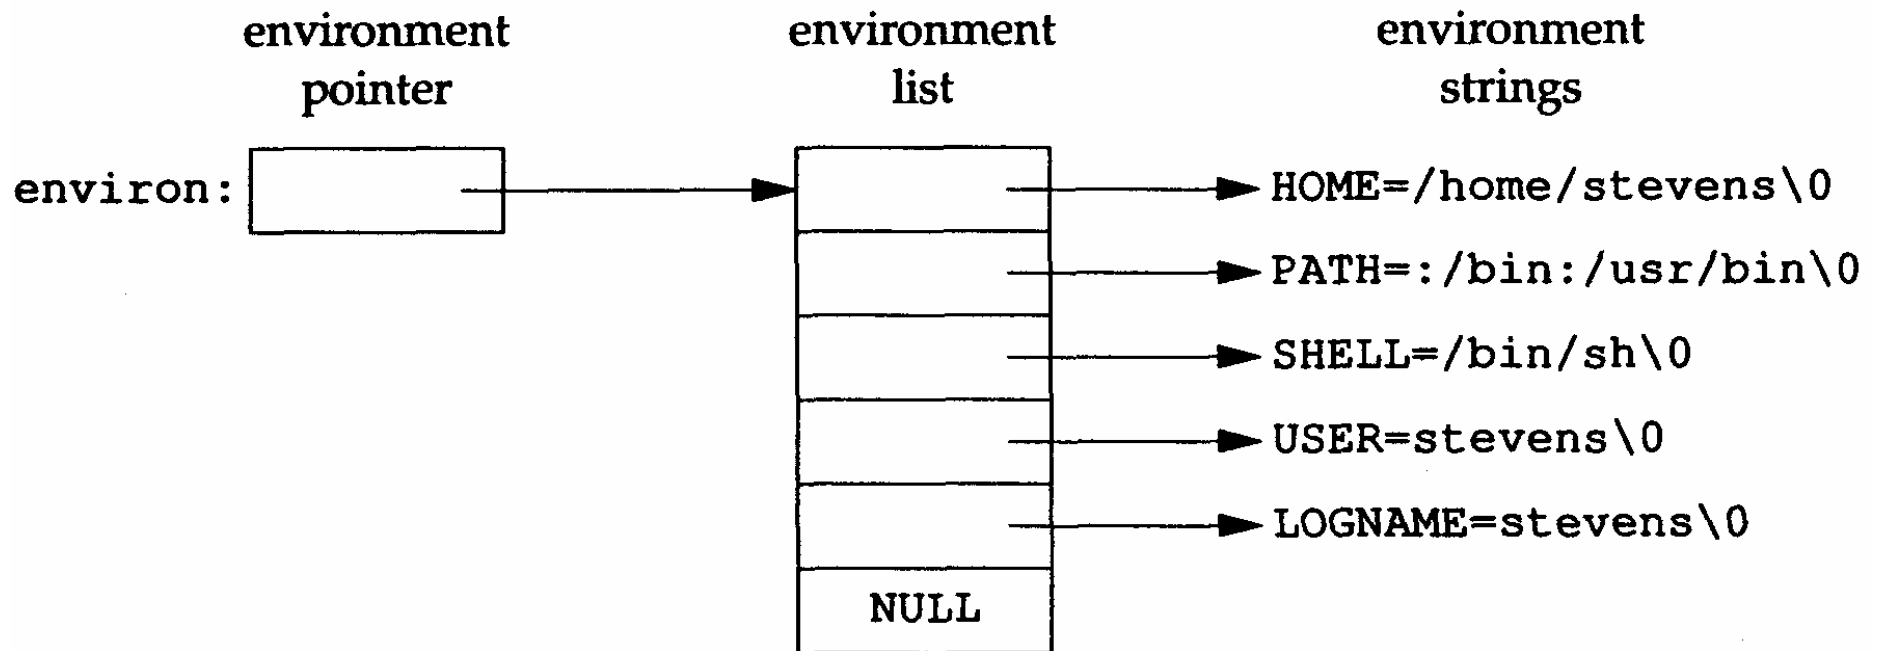 environment
pointer
environment
list
environment
strings
environ:
HOME=/home/stevens\0
PATH=:/bin:/usr/bin\0
SHELL=/bin/sh\0
USER=stevens\0
LOGNAME=stevens\0
NULL